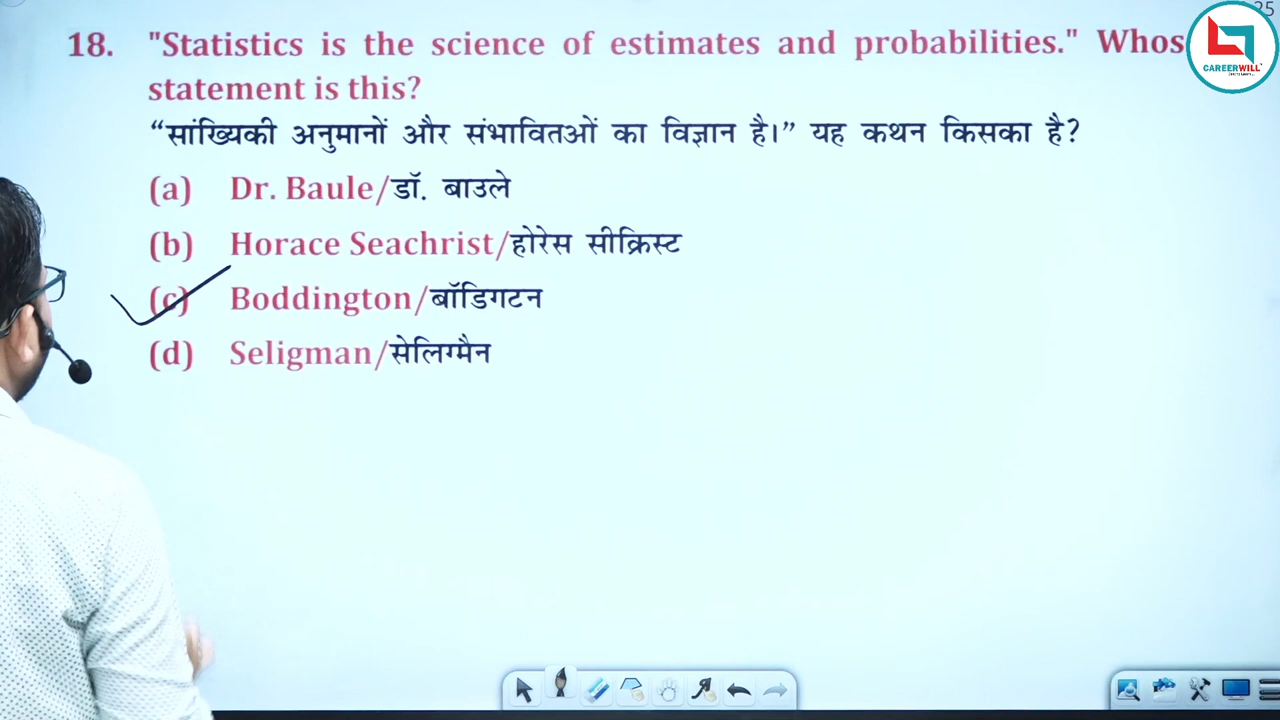 25
18. "Statistics is the science of estimates and probabilities." Whos
statement is this?
“सांख्यिकी अनुमानों और संभावितओं का विज्ञान है।” यह कथन किसका है?
(a) Dr. Baule/डॉ. बाउले
(b) Horace Seachrist/होरेस सीक्रिस्ट
(c) Boddington/बॉडिगटन
(d) Seligman/सेलिग्मैन
CAREERWILL